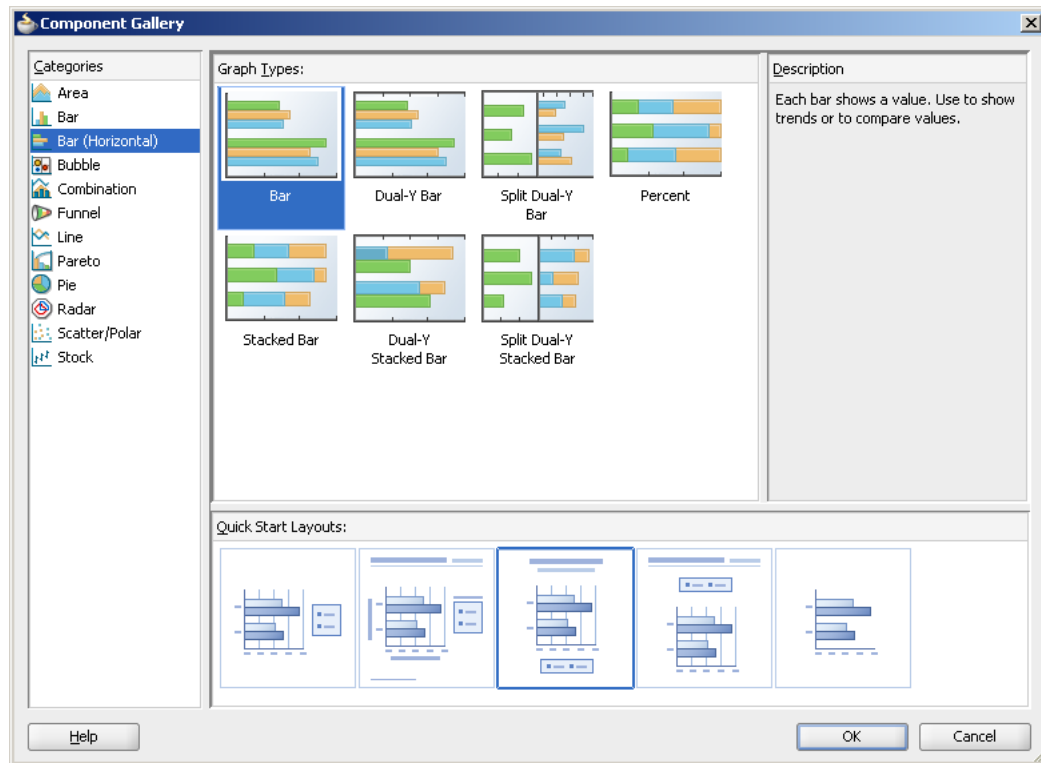 Component Gallery
Categories
Area
Bar
Bar (Horizontal)
Bubble
Combination
Funnel
Line
Pareto
Pie
Radar
Scatter/Polar
Stock
Graph Types:
Bar
Dual-Y Bar
Split Dual-Y
Bar
Percent
Stacked Bar
Dual-Y
Stacked Bar
Split Dual-Y
Stacked Bar
Description
Each bar shows a value. Use to show
trends or to compare values.
Quick Start Layouts:
Help
OK
Cancel